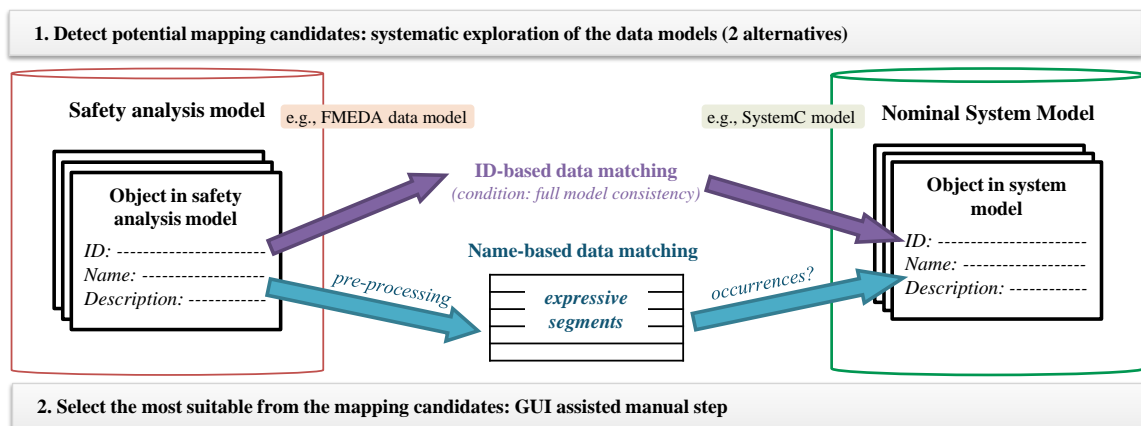 1. Detect potential mapping candidates: systematic exploration of the data models (2 alternatives)
Safety analysis model
e.g., FMEDA data model
e.g., SystemC model
Nominal System Model
Object in safety
analysis model
ID: -----------------------
Name: -------------------
Description: ------------
ID-based data matching
(condition: full model consistency)
Name-based data matching
pre-processing
expressive
segments
occurrences?
Object in system
model
ID: -----------------------
Name: -------------------
Description: ------------
2. Select the most suitable from the mapping candidates: GUI assisted manual step